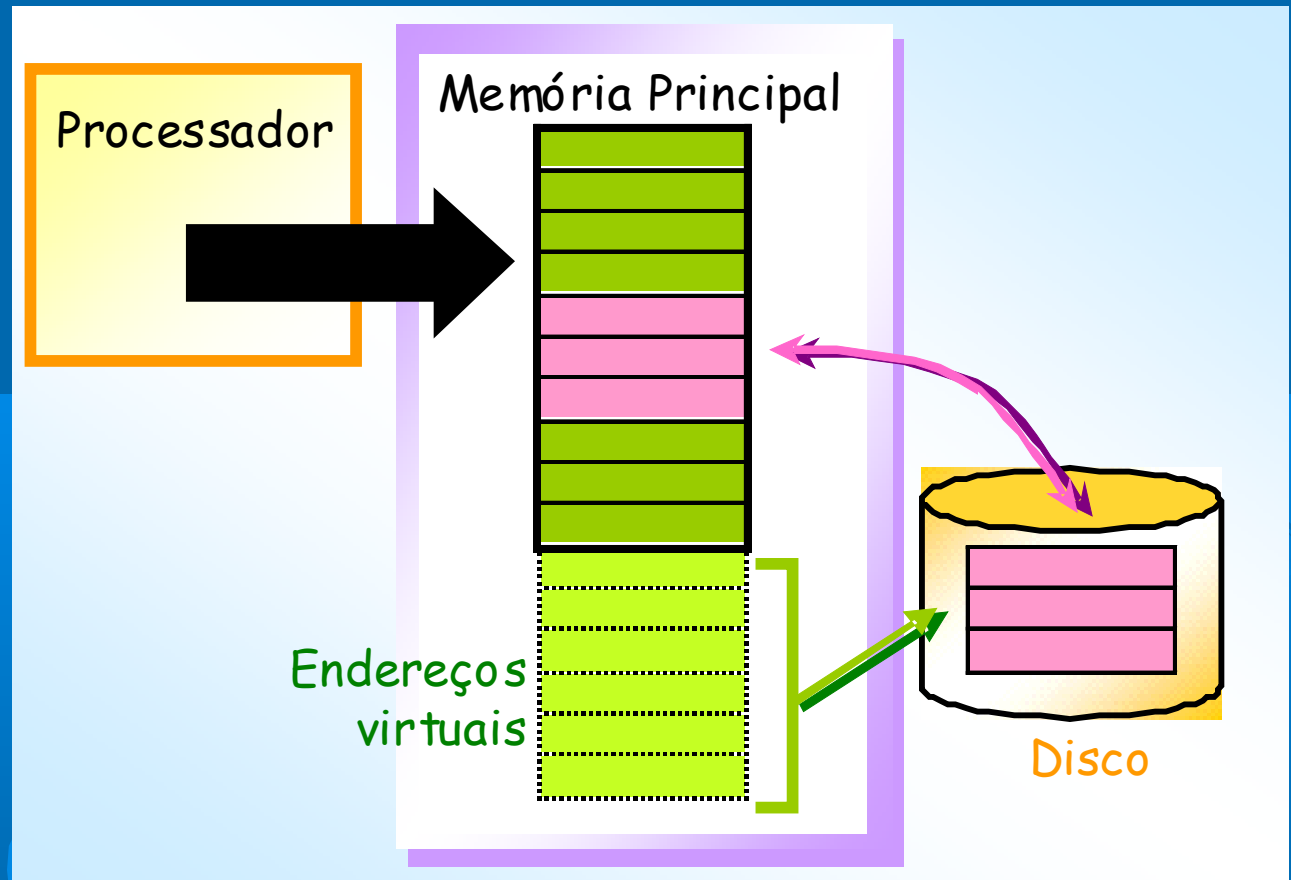 Processador
Memória Principal
Endereços
virtuais
Disco